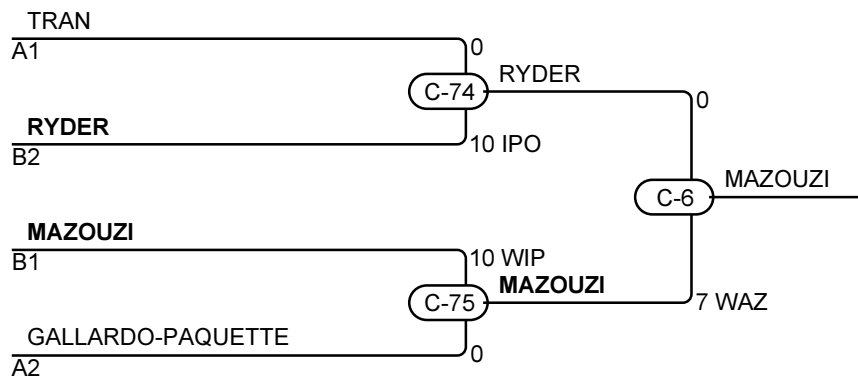 TRAN
A1
0
C-74
RYDER
0
RYDER
B2
10 IPO
C-6
MAZOUZI
MAZOUZI
B1
10 WIP
C-75
MAZOUZI
7 WAZ
GALLARDO-PAQUETTE
A2
0